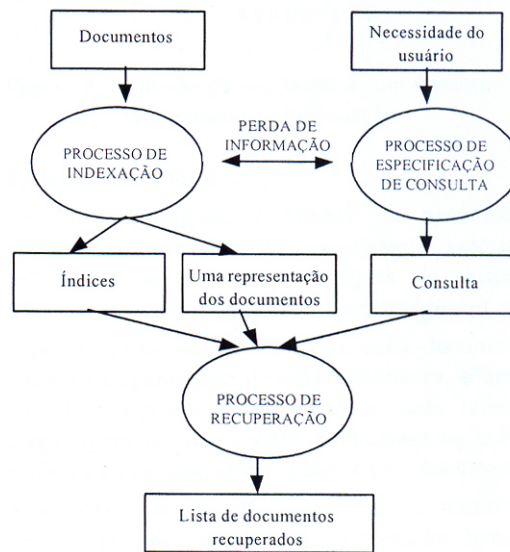 Documentos
Necessidade do
usuário
PERDA DE
INFORMAÇÃO
PROCESSO DE
INDEXAÇÃO
PROCESSO DE
ESPECIFICAÇÃO
DE CONSULTA
Índices
Uma representação
dos documentos
Consulta
PROCESSO DE
RECUPERAÇÃO
Lista de documentos
recuperados